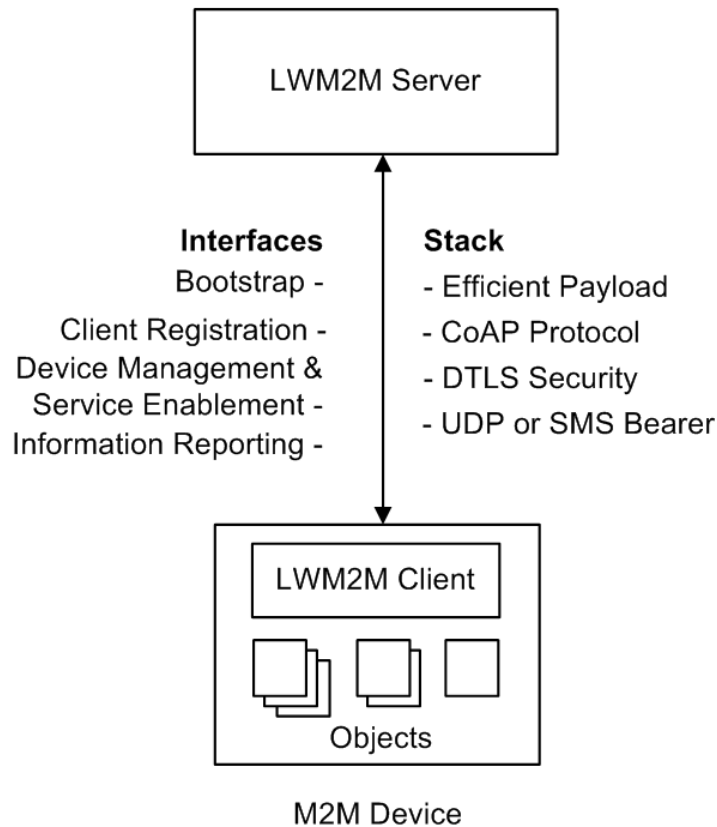 LWM2M Server
Interfaces
Bootstrap -
Client Registration -
Device Management &
Service Enablement -
Information Reporting -
Stack
- Efficient Payload
- CoAP Protocol
- DTLS Security
- UDP or SMS Bearer
LWM2M Client
Objects
M2M Device